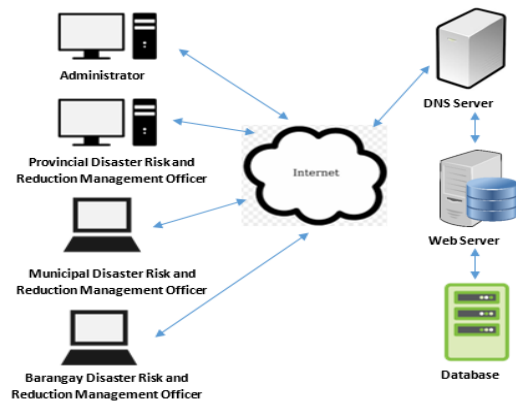 Administrator
Provincial Disaster Risk and
Reduction Management Officer
Municipal Disaster Risk and
Reduction Management Officer
Barangay Disaster Risk and
Reduction Management Officer
Internet
DNS Server
Web Server
Database